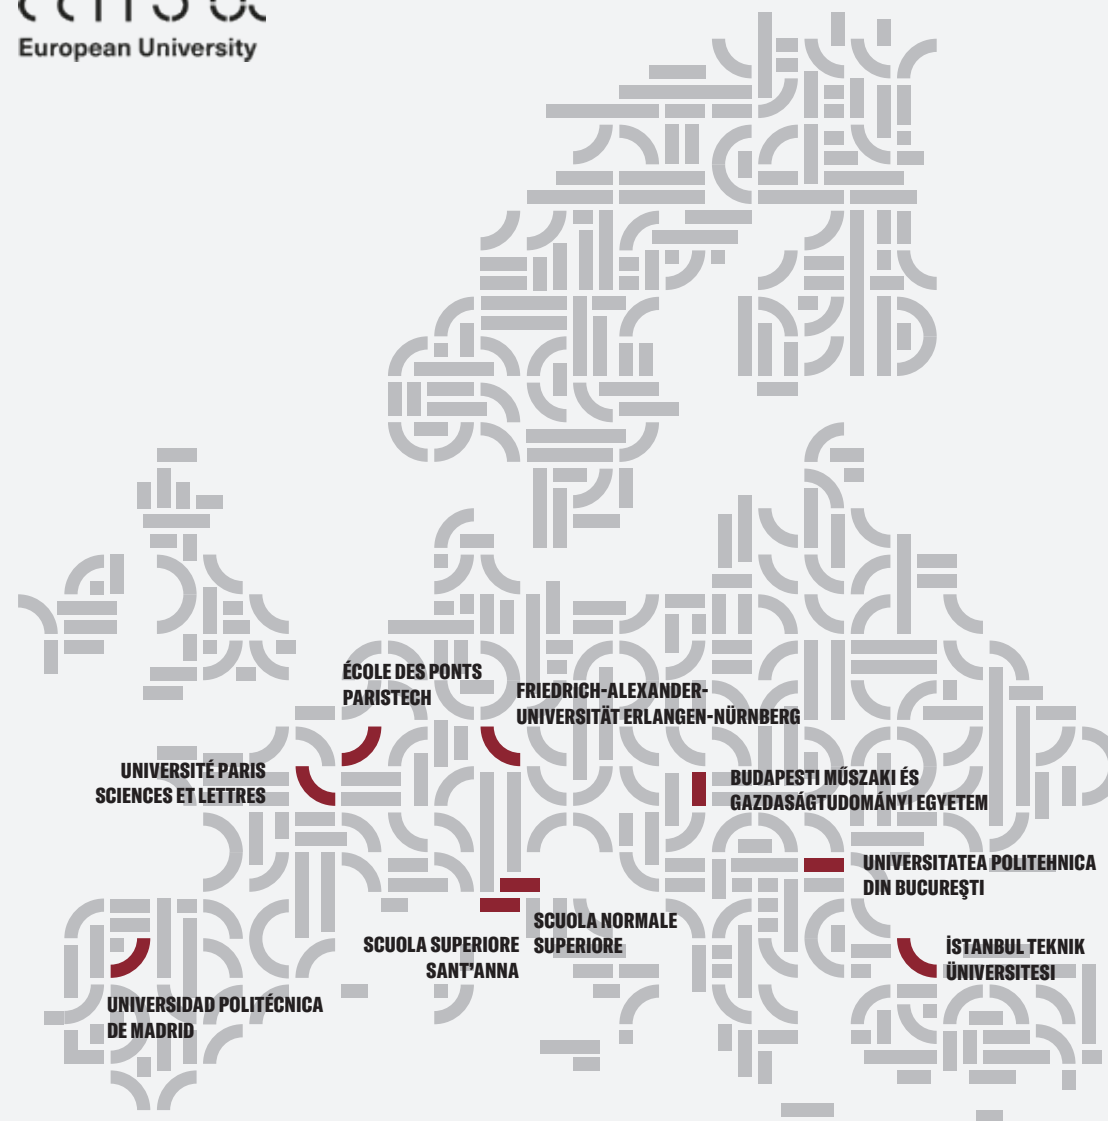 European University
ÉCOLE DES PONTS
PARISTECH
FRIEDRICH-ALEXANDER-
UNIVERSITÄT ERLANGEN-NÜRNBERG
UNIVERSITÉ PARIS
SCIENCES ET LETTRES
BUDAPESTI MŰSZAKI ÉS
GAZDASÁGTUDOMÁNYI EGYETEM
UNIVERSITATEA POLITEHNICA
DIN BUCUREŞTI
SCUOLA NORMALE
SUPERIORE
SCUOLA SUPERIORE
SANT'ANNA
İSTANBUL TEKNIK
ÜNIVERSITESI
UNIVERSIDAD POLITÉCNICA
DE MADRID